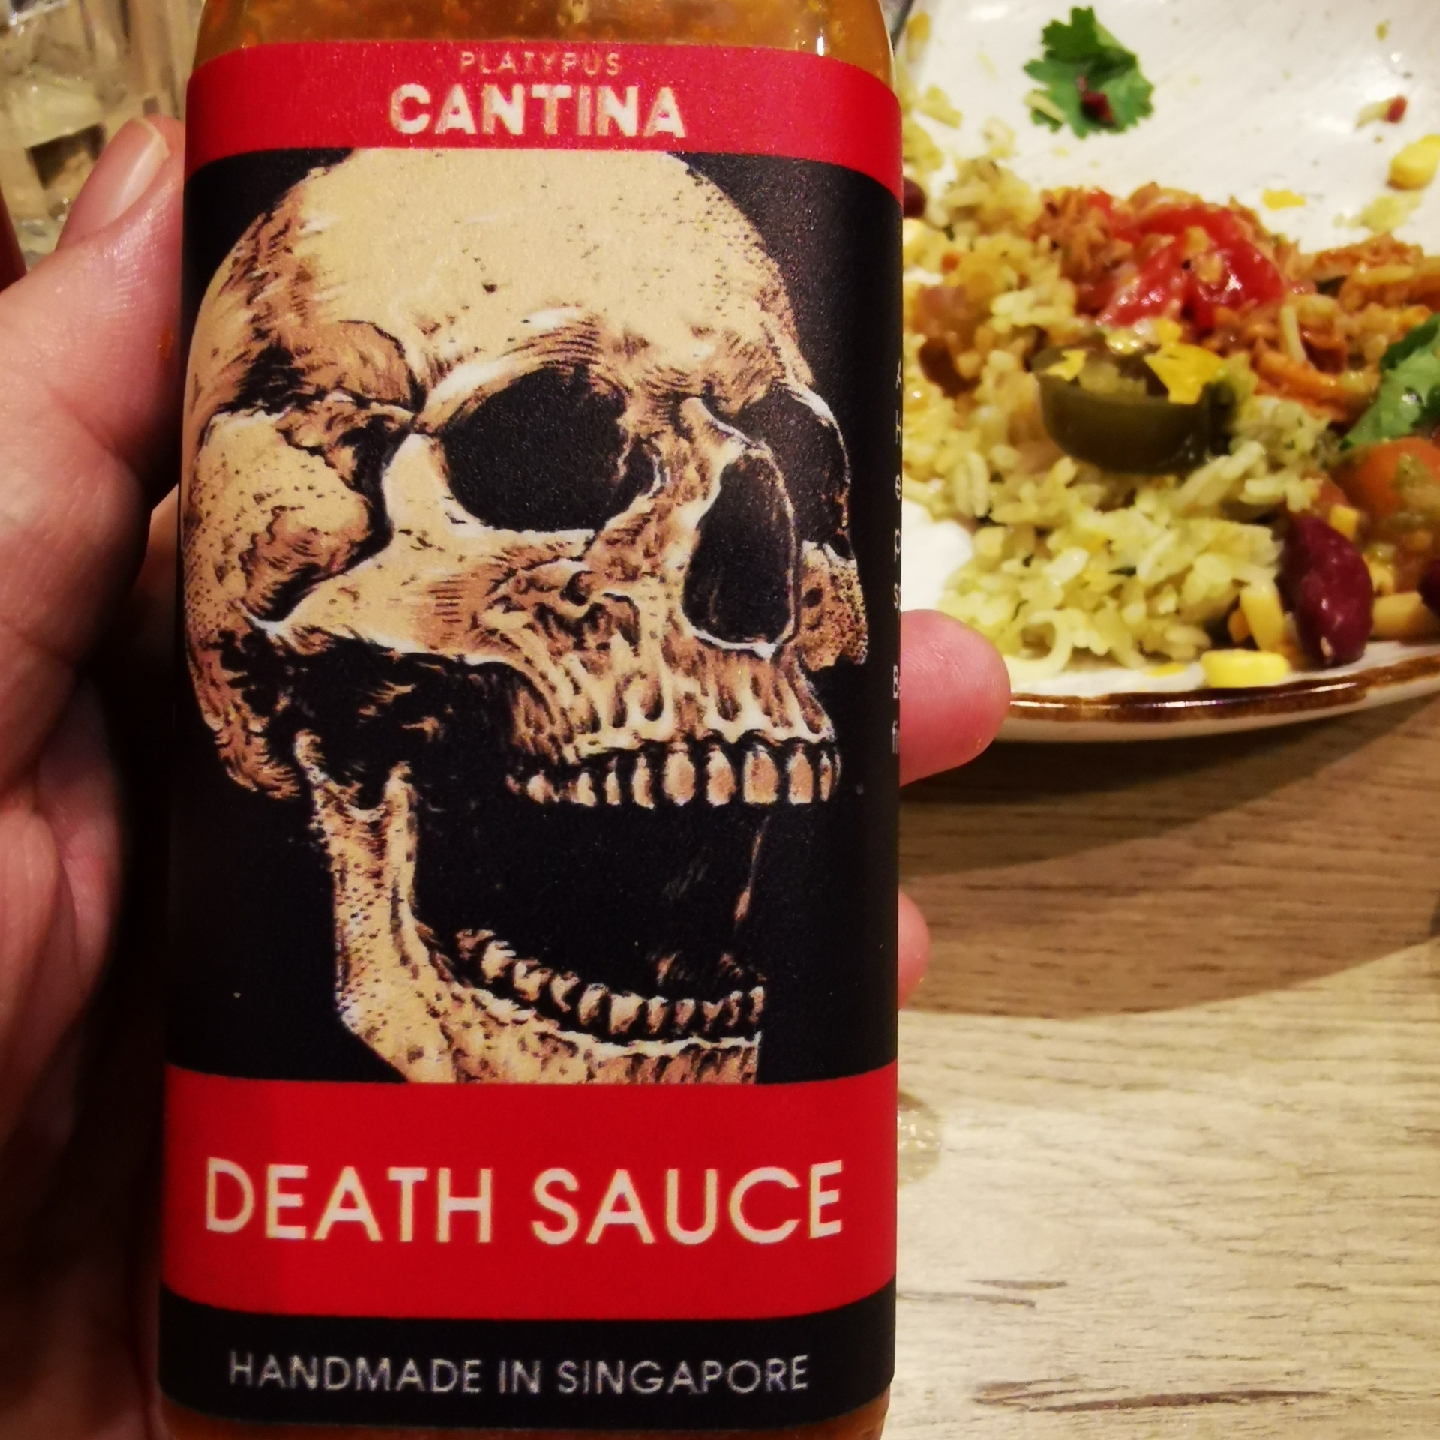 PLATYPUS
CANTINA
DEATH SAUCE
HANDMADE IN SINGAPORE